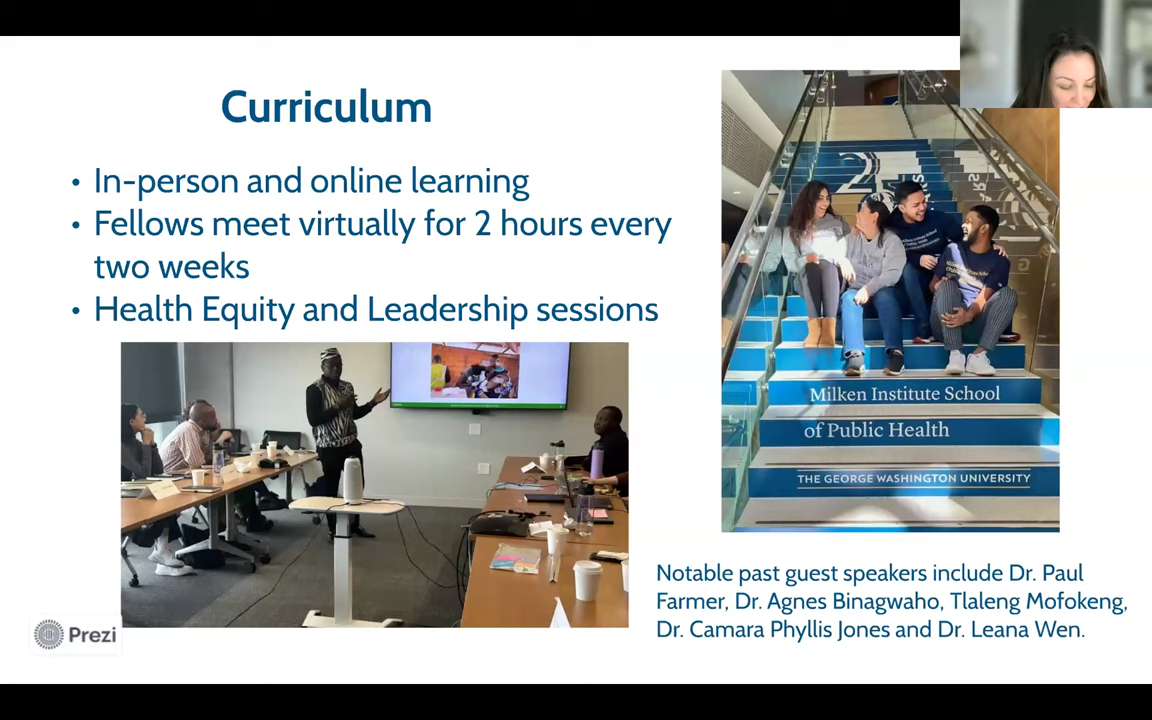 Curriculum
• In-person and online learning
• Fellows meet virtually for 2 hours every
two weeks
• Health Equity and Leadership sessions
Milken Institute School
of Public Health
THE GEORGE WASHINGTON UNIVERSITY
Notable past guest speakers include Dr. Paul
Farmer, Dr. Agnes Binagwaho, Tlaleng Mofokeng,
Dr. Camara Phyllis Jones and Dr. Leana Wen.
Prezi